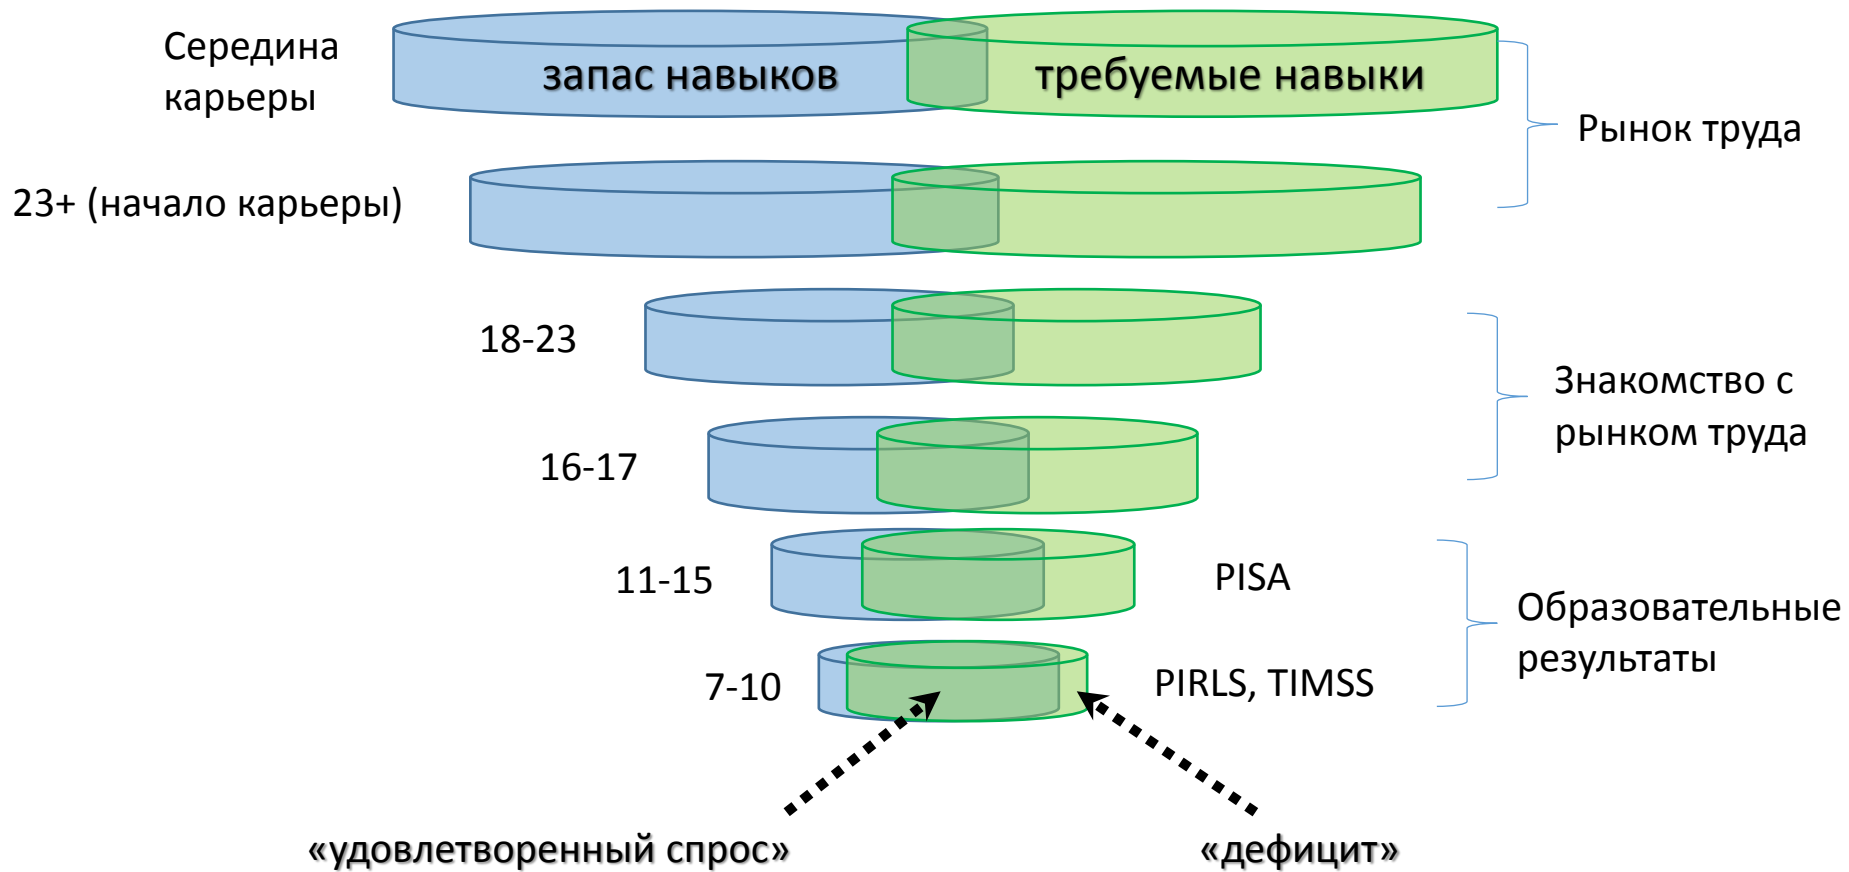 Середина
карьеры
запас навыков
требуемые навыки
Рынок труда
23+ (начало карьеры)
18-23
Знакомство с
рынком труда
16-17
11-15
PISA
Образовательные
результаты
7-10
PIRLS, TIMSS
«удовлетворенный спрос»
«дефицит»